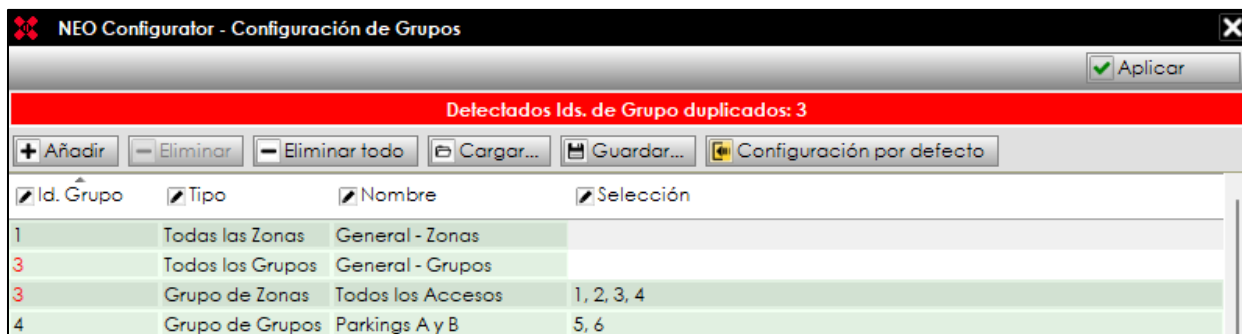 NEO Configurator - Configuración de Grupos
Aplicar
Detectados Ids. de Grupo duplicados: 3
Añadir Eliminar Eliminar todo Cargar... Guardar... Configuración por defecto
Id. Grupo Tipo Nombre Selección
1 Todas las Zonas General - Zonas
3 Todos los Grupos General - Grupos
3 Grupo de Zonas Todos los Accesos 1, 2, 3, 4
4 Grupo de Grupos Parkings A y B 5, 6